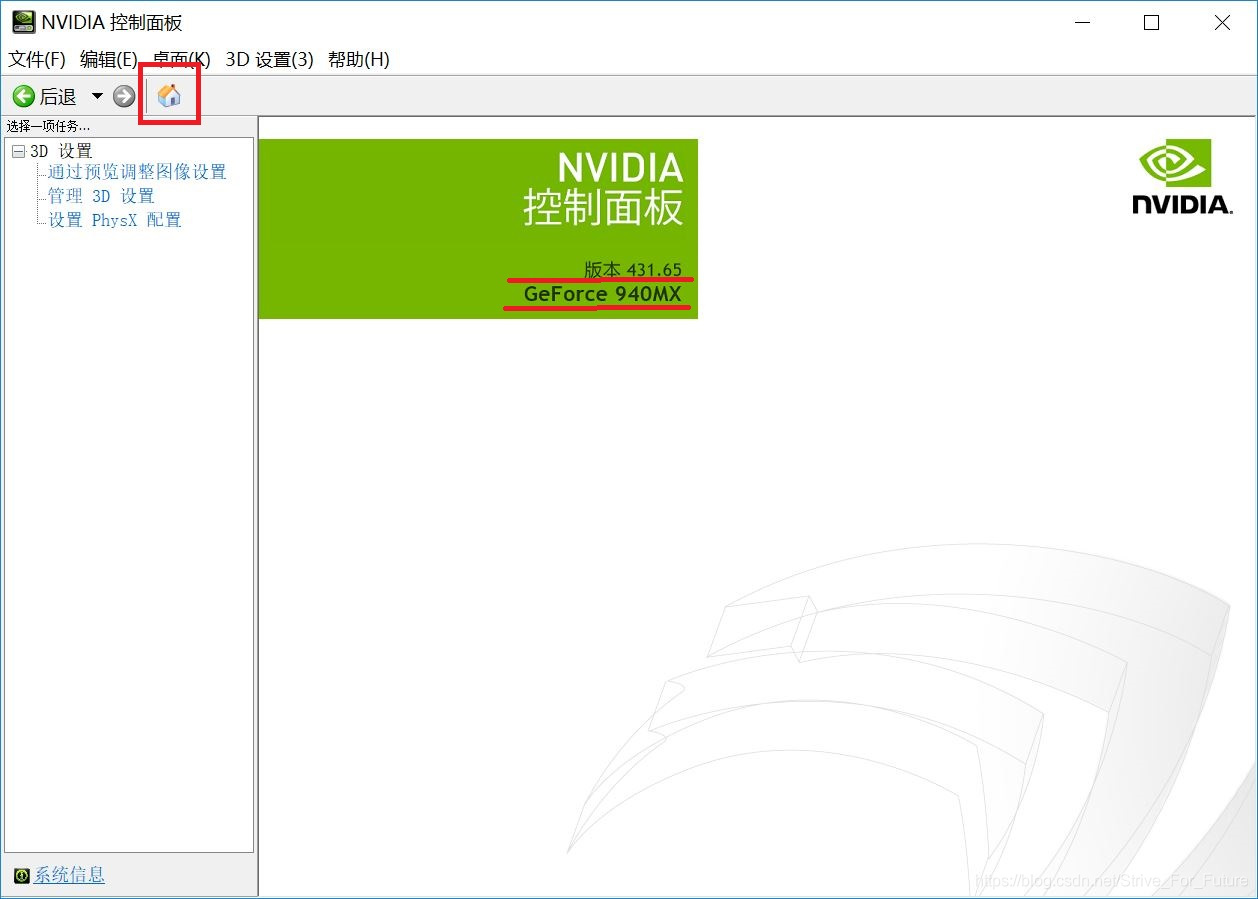 NVIDIA 控制面板
文件(F) 编辑(E) 桌面(K) 3D 设置(3) 帮助(H)
后退
选择一项任务...
3D 设置
通过预览调整图像设置
管理 3D 设置
设置 PhysX 配置
NVIDIA
控制面板
版本 431.65
GeForce 940MX
NVIDIA.
系统信息
https://blog.csdn.net/Strive_For_Future